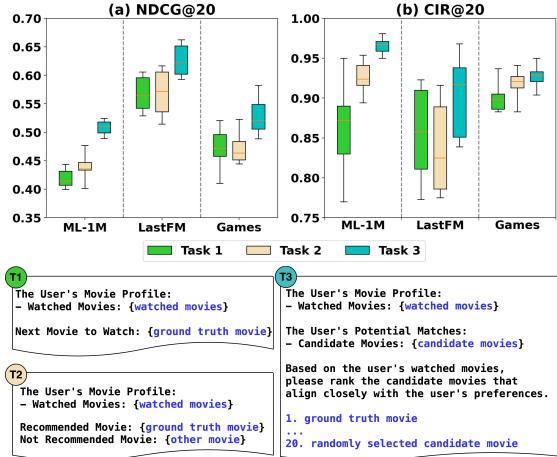 (a) NDCG@20
0.70
0.65
0.60
0.55
0.50
0.45
0.40
0.35
ML-1M LastFM Games
(b) CIR@20
1.00
0.95
0.90
0.85
0.80
0.75
ML-1M LastFM Games
Task 1 Task 2 Task 3
T1
The User's Movie Profile:
– Watched Movies: {watched movies}
Next Movie to Watch: {ground truth movie}
T2
The User's Movie Profile:
– Watched Movies: {watched movies}
Recommended Movie: {ground truth movie}
Not Recommended Movie: {other movie}
T3
The User's Movie Profile:
– Watched Movies: {watched movies}
The User's Potential Matches:
– Candidate Movies: {candidate movies}
Based on the user's watched movies,
please rank the candidate movies that
align closely with the user's preferences.
1. ground truth movie
...
20. randomly selected candidate movie